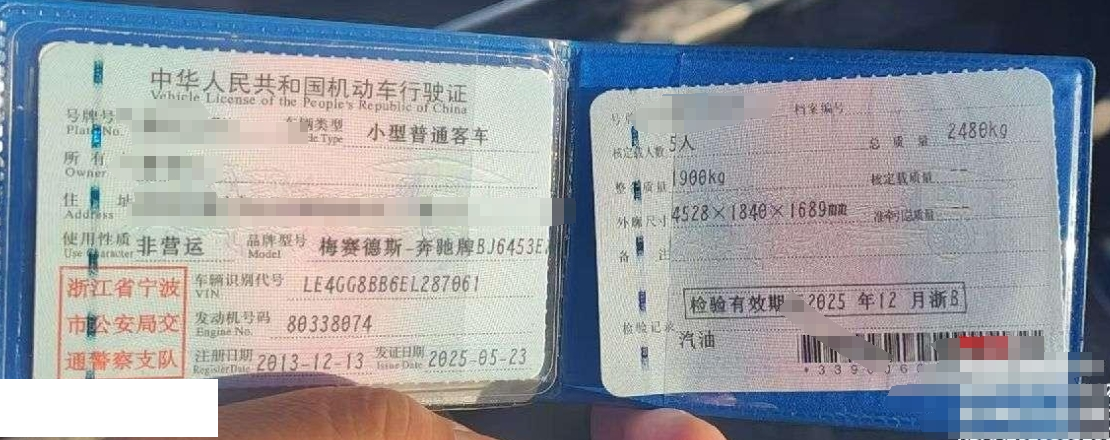 中华人民共和国机动车行驶证
Vehicle License of the People's Republic of China
号牌号
Plate No.
车辆类型 小型普通客车
所有
Owner
住 址
Address
使用性质 非营运 品牌型号 梅赛德斯-奔驰牌BJ6453E
Use Character Model
浙江省宁波
市公安局交
通警察支队
车辆识别代号 LE4GG8BB6EL287061
VIN
发动机号码 80338074
Engine No.
注册日期 2013-12-13 发证日期 2025-05-23
Register Date Issue Date
档案编号
核定载人数 5人 总质量 2480kg
整备质量 1900kg 核定载质量 --
外廓尺寸 4528×1840×1689mm 准牵引总质量 --
备 注
检验有效期 2025年12月浙B
检验记录
汽油